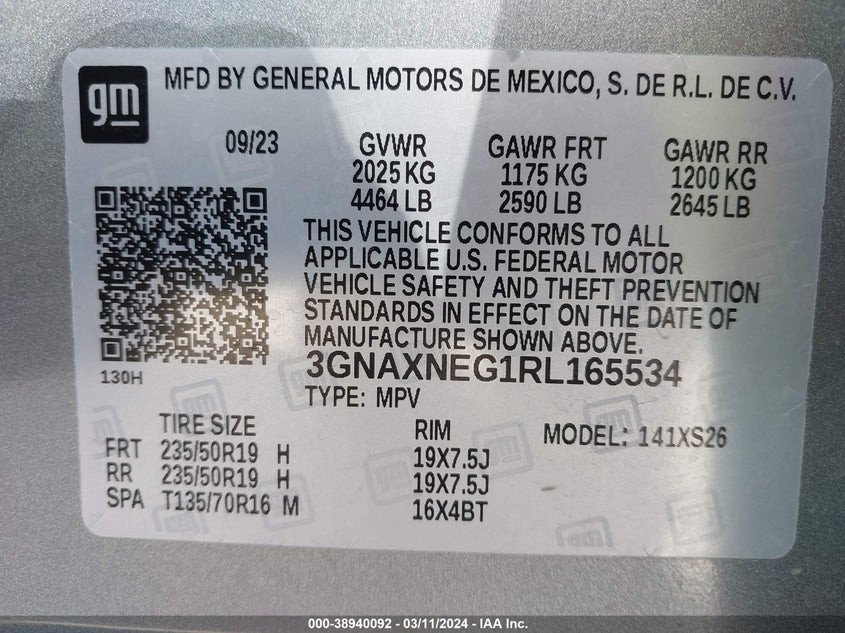 gm
MFD BY GENERAL MOTORS DE MEXICO, S. DE R.L. DE C.V.
09/23 GVWR GAWR FRT GAWR RR
2025 KG 1175 KG 1200 KG
4464 LB 2590 LB 2645 LB
THIS VEHICLE CONFORMS TO ALL
APPLICABLE U.S. FEDERAL MOTOR
VEHICLE SAFETY AND THEFT PREVENTION
STANDARDS IN EFFECT ON THE DATE OF
MANUFACTURE SHOWN ABOVE.
3GNAXNEG1RL165534
130H
TYPE: MPV
TIRE SIZE RIM MODEL: 141XS26
FRT 235/50R19 H 19X7.5J
RR 235/50R19 H 19X7.5J
SPA T135/70R16 M 16X4BT
000-38940092 - 03/11/2024 - IAA Inc.